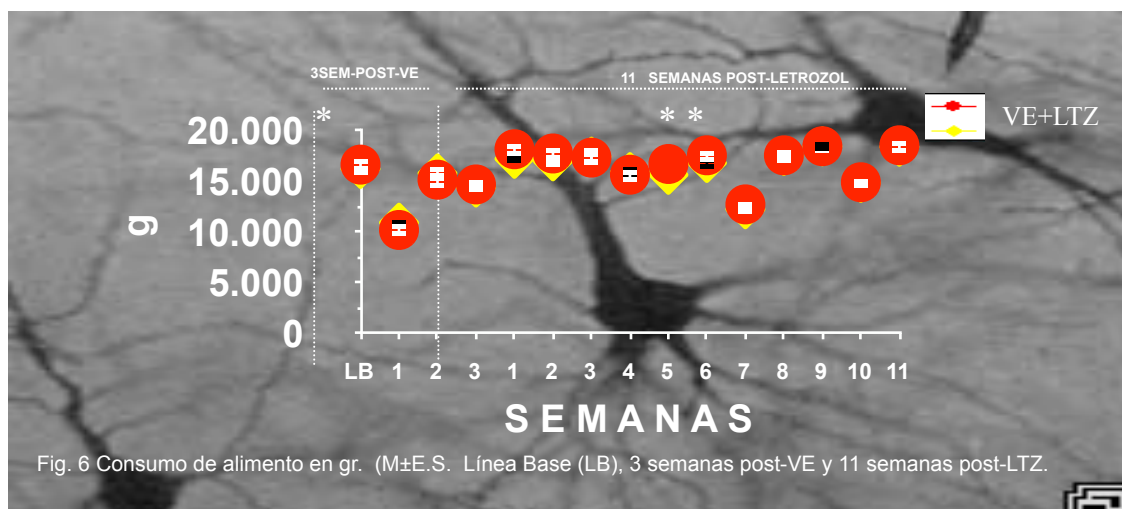 3SEM-POST-VE
11 SEMANAS POST-LETROZOL
*
* *
VE+LTZ
20.000
15.000
10.000
5.000
0
g
LB 1 2 3 1 2 3 4 5 6 7 8 9 10 11
SEMANAS
Fig. 6 Consumo de alimento en gr. (M±E.S. Línea Base (LB), 3 semanas post-VE y 11 semanas post-LTZ.